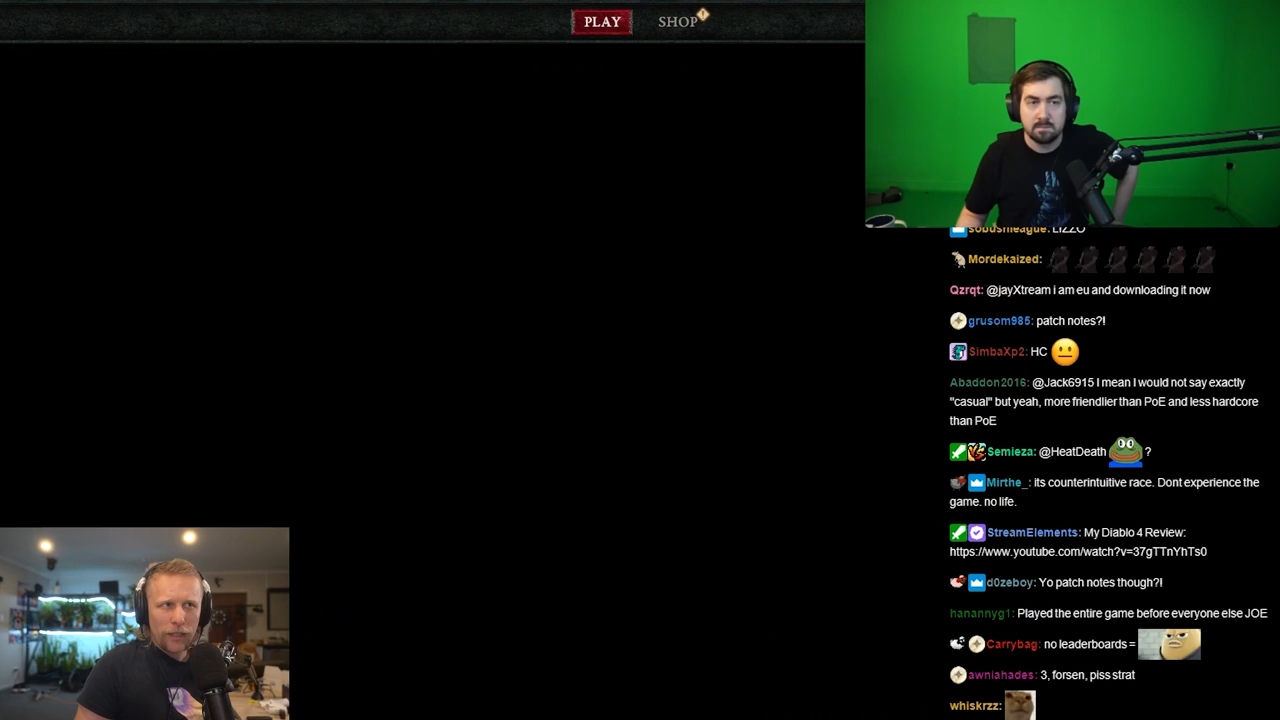 PLAY SHOP
sobusnleague: LIZZO
Mordekaized:
Qzrqt: @jayXtream i am eu and downloading it now
grusom985: patch notes?!
SimbaXp2: HC
Abaddon2016: @Jack6915 I mean I would not say exactly
"casual" but yeah, more friendlier than PoE and less hardcore
than PoE
Semieza: @HeatDeath ?
Mirthe_: its counterintuitive race. Dont experience the
game. no life.
StreamElements: My Diablo 4 Review:
https://www.youtube.com/watch?v=37gTTnYhTs0
d0zeboy: Yo patch notes though?!
hanannyg1: Played the entire game before everyone else JOE
Carrybag: no leaderboards =
awniahades: 3, forsen, piss strat
whiskrzz: